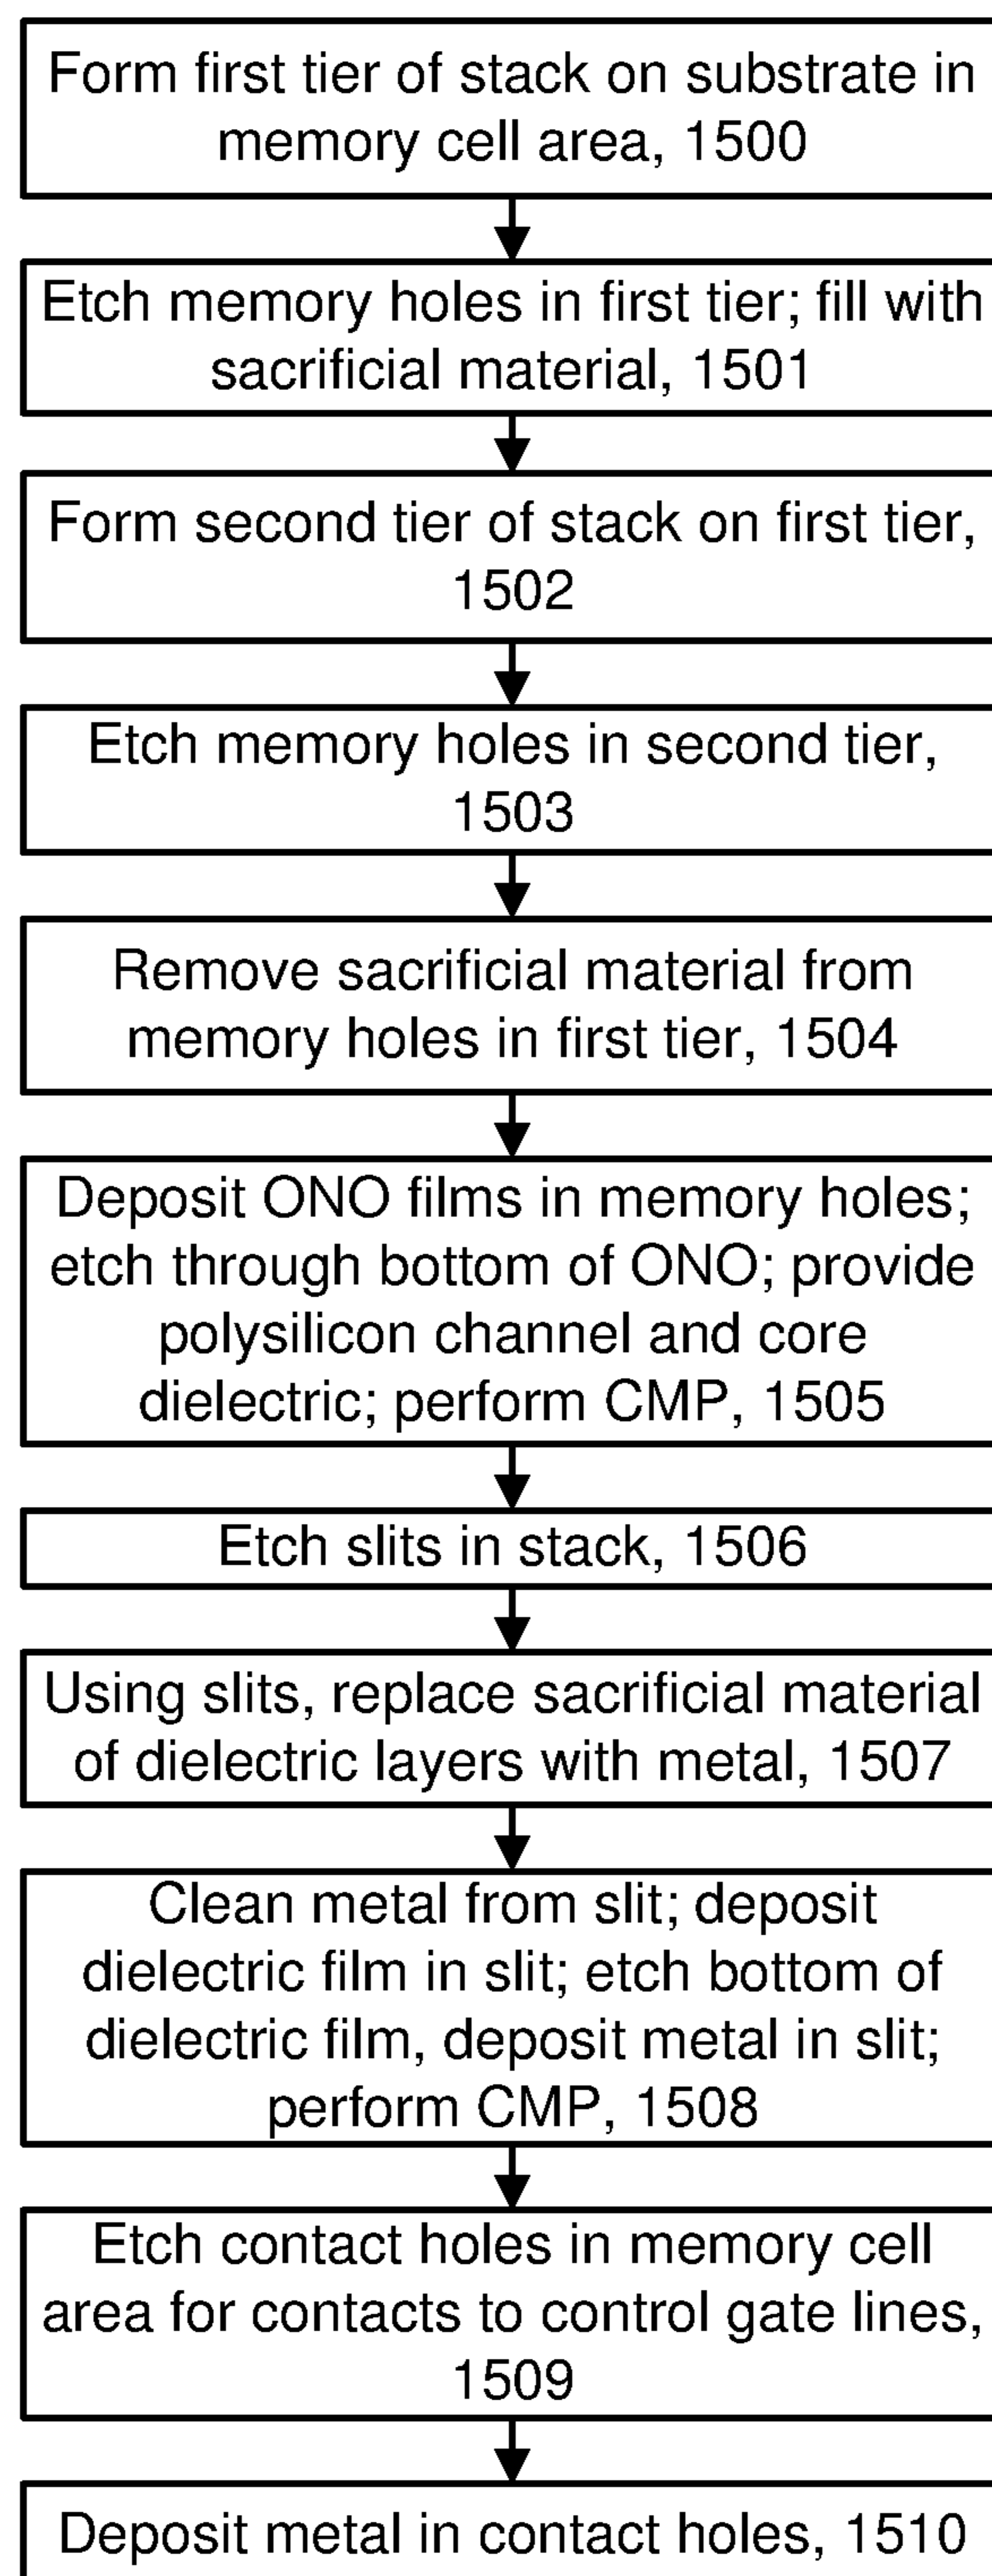 Form first tier of stack on substrate in
memory cell area, 1500
Etch memory holes in first tier; fill with
sacrificial material, 1501
Form second tier of stack on first tier,
1502
Etch memory holes in second tier,
1503
Remove sacrificial material from
memory holes in first tier, 1504
Deposit ONO films in memory holes;
etch through bottom of ONO; provide
polysilicon channel and core
dielectric; perform CMP, 1505
Etch slits in stack, 1506
Using slits, replace sacrificial material
of dielectric layers with metal, 1507
Clean metal from slit; deposit
dielectric film in slit; etch bottom of
dielectric film, deposit metal in slit;
perform CMP, 1508
Etch contact holes in memory cell
area for contacts to control gate lines,
1509
Deposit metal in contact holes, 1510